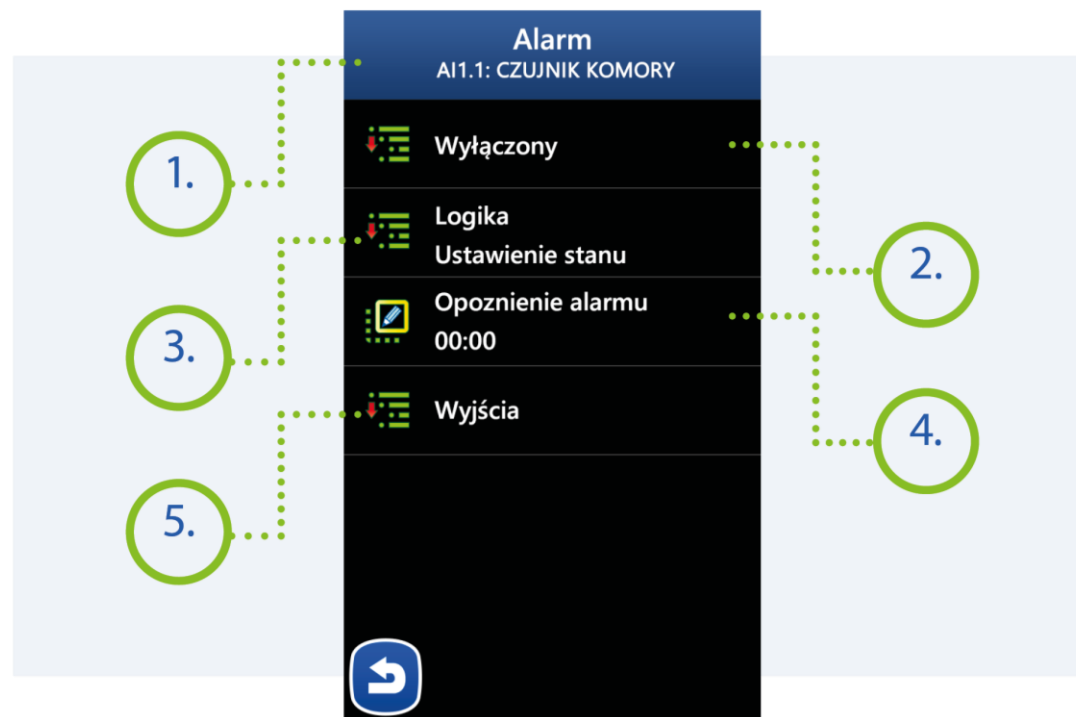 Alarm
AI1.1: CZUJNIK KOMORY
1.
Wyłączony
2.
Logika
Ustawienie stanu
3.
Opoznienie alarmu
00:00
4.
Wyjścia
5.